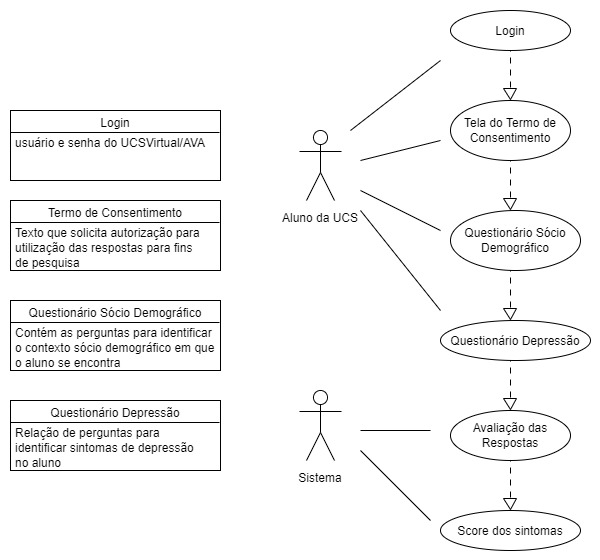 Login
usuário e senha do UCSVirtual/AVA
Termo de Consentimento
Texto que solicita autorização para
utilização das respostas para fins
de pesquisa
Questionário Sócio Demográfico
Contém as perguntas para identificar
o contexto sócio demográfico em que
o aluno se encontra
Questionário Depressão
Relação de perguntas para
identificar sintomas de depressão
no aluno
Aluno da UCS
Sistema
Login
Tela do Termo de
Consentimento
Questionário Sócio
Demográfico
Questionário Depressão
Avaliação das
Respostas
Score dos sintomas